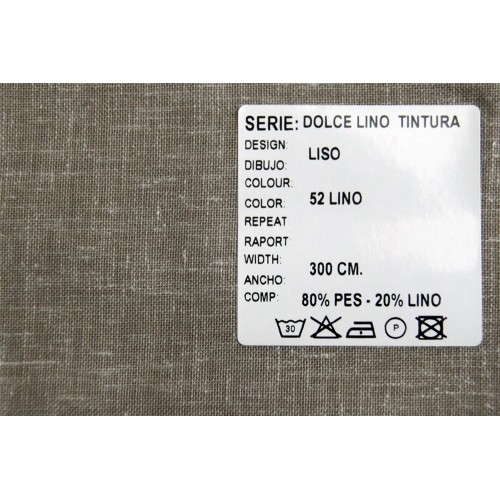 SERIE: DOLCE LINO TINTURA
DESIGN:
DIBUJO: LISO
COLOUR:
COLOR: 52 LINO
REPEAT
RAPORT
WIDTH:
ANCHO: 300 CM.
COMP: 80% PES - 20% LINO
30 P